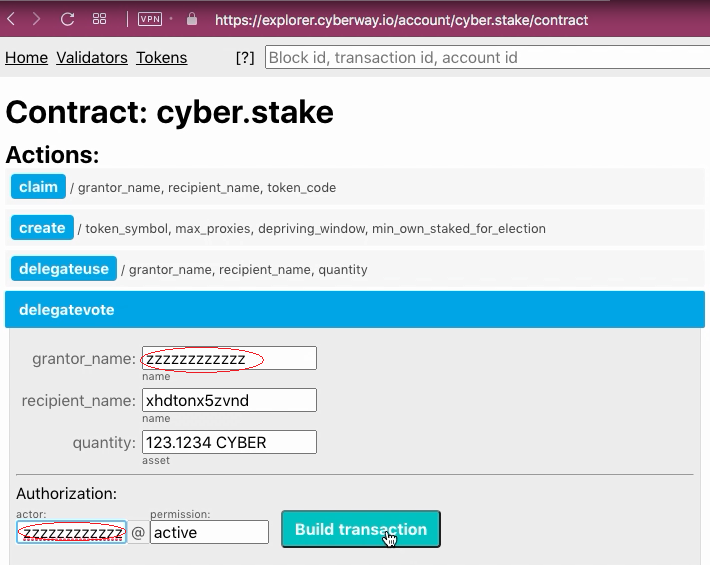 VPN https://explorer.cyberway.io/account/cyber.stake/contract
Home Validators Tokens [?] Block id, transaction id, account id
Contract: cyber.stake
Actions:
claim / grantor_name, recipient_name, token_code
create / token_symbol, max_proxies, depriving_window, min_own_staked_for_election
delegateuse / grantor_name, recipient_name, quantity
delegatevote
grantor_name: zzzzzzzzzzzz
name
recipient_name: xhdtonx5zvnd
name
quantity: 123.1234 CYBER
asset
Authorization:
actor: permission:
zzzzzzzzzzzz @ active Build transaction